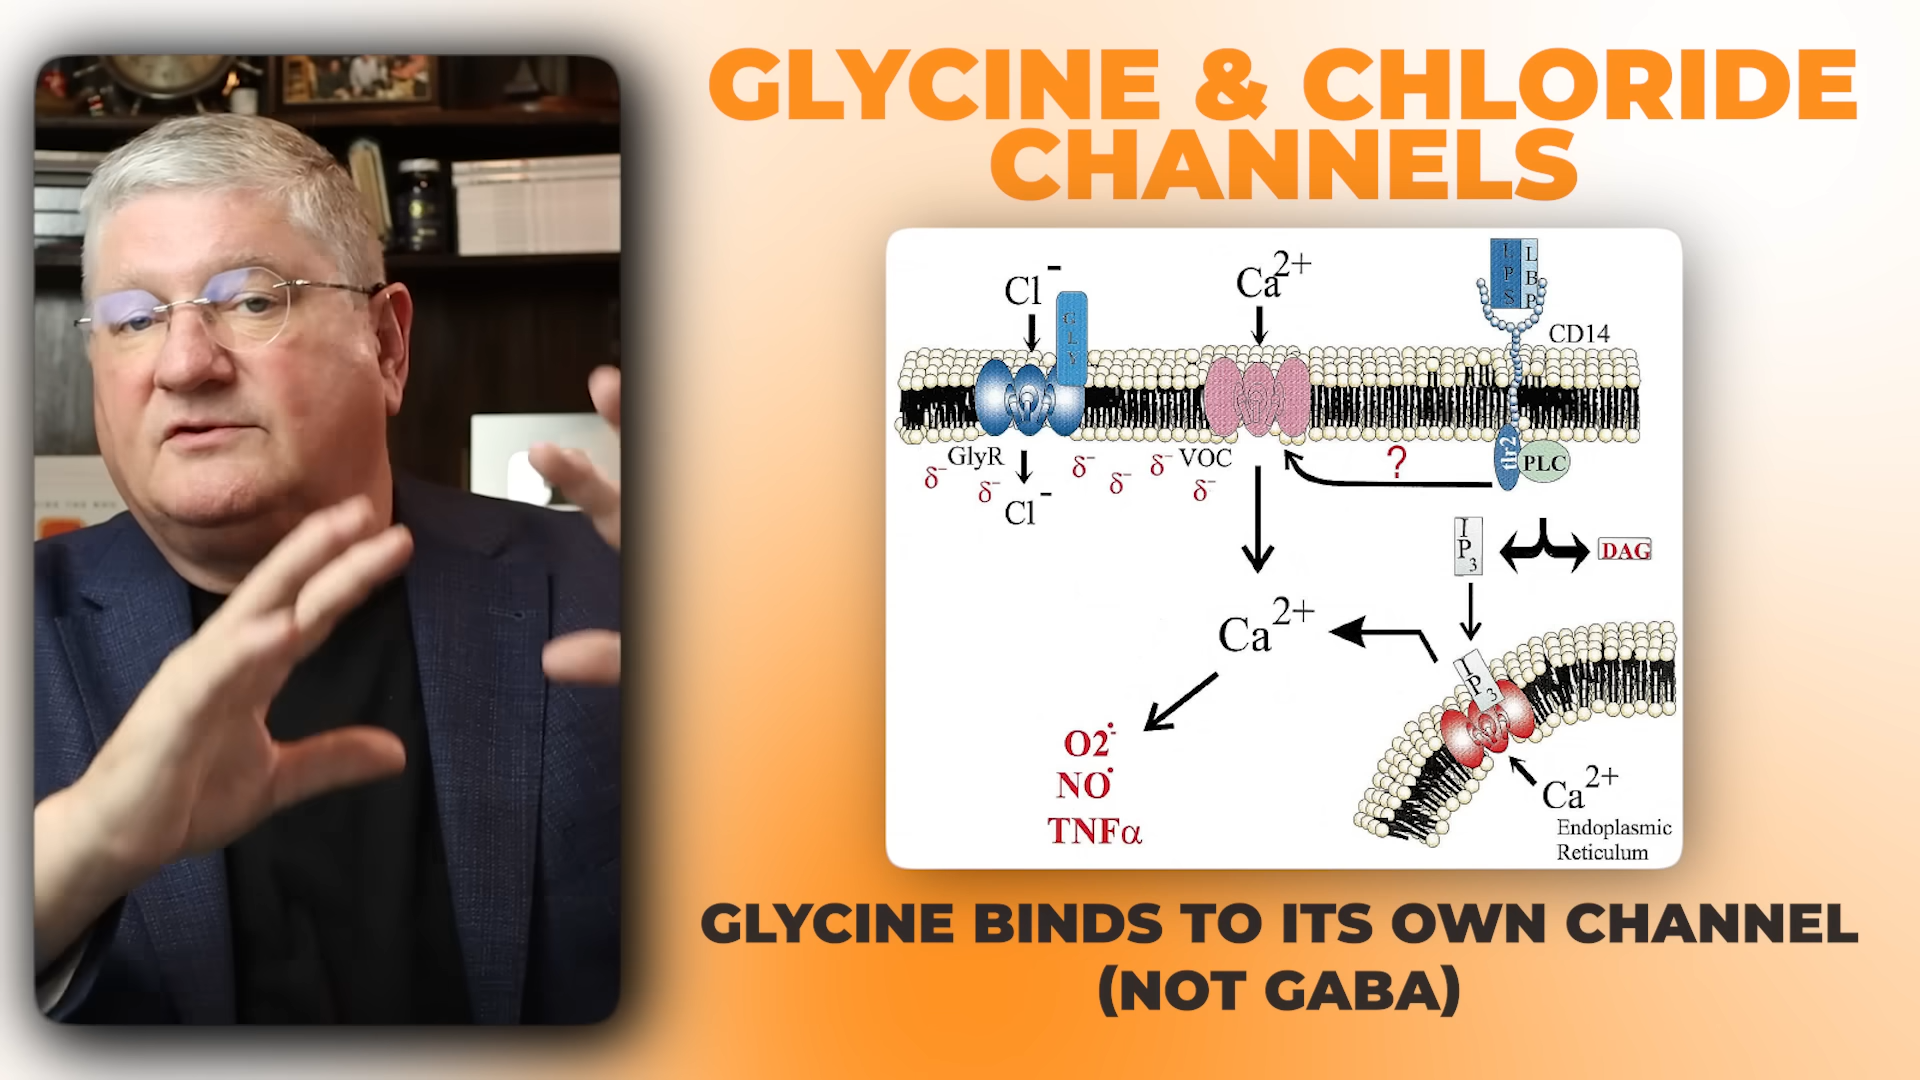 GLYCINE & CHLORIDE
CHANNELS
Cl-
GLY
Ca2+
LPS
LBP
CD14
GlyR
δ-
δ-
Cl-
δ-
δ-
δ-
VOC
δ-
?
tlr2
PLC
IP3
DAG
Ca2+
IP3
O2∸
NO•
TNFα
Ca2+
Endoplasmic
Reticulum
GLYCINE BINDS TO ITS OWN CHANNEL
(NOT GABA)